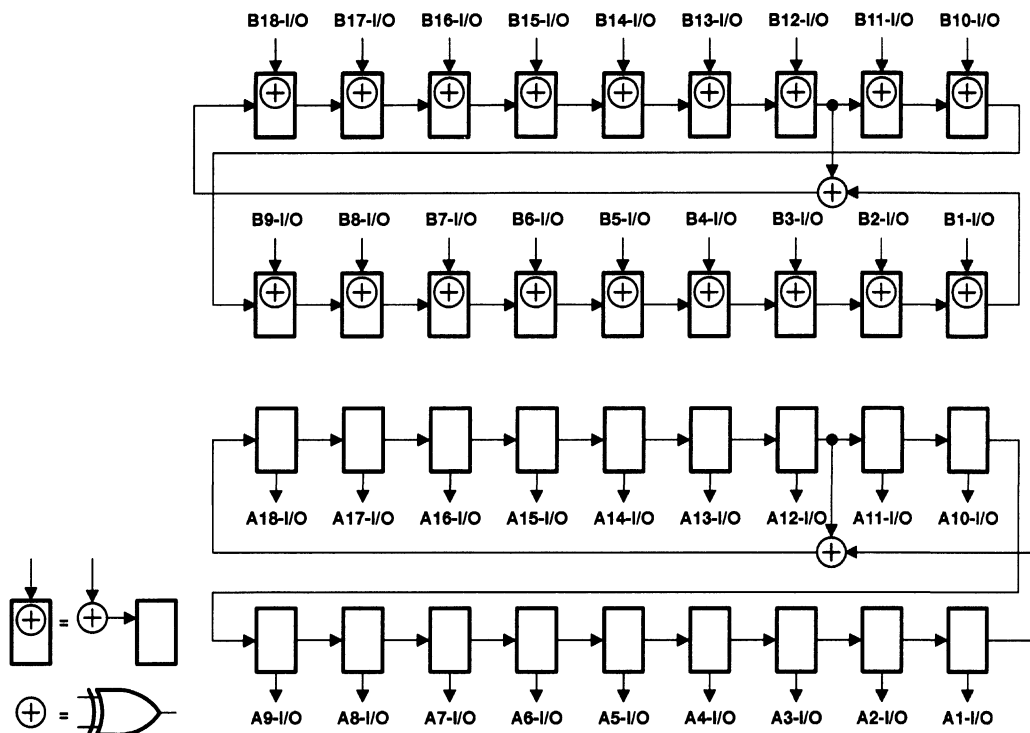 B18-I/O B17-I/O B16-I/O B15-I/O B14-I/O B13-I/O B12-I/O B11-I/O B10-I/O
B9-I/O B8-I/O B7-I/O B6-I/O B5-I/O B4-I/O B3-I/O B2-I/O B1-I/O
A18-I/O A17-I/O A16-I/O A15-I/O A14-I/O A13-I/O A12-I/O A11-I/O A10-I/O
=
=
A9-I/O A8-I/O A7-I/O A6-I/O A5-I/O A4-I/O A3-I/O A2-I/O A1-I/O